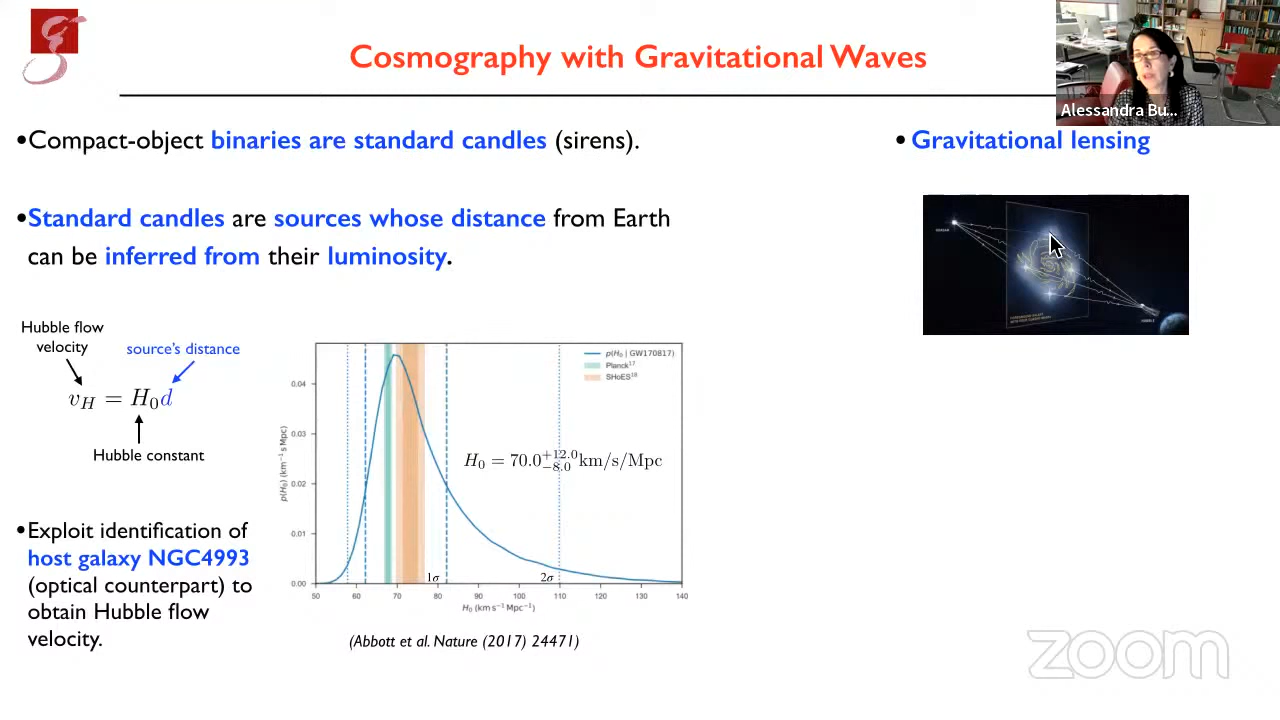 Cosmography with Gravitational Waves
Alessandra Bu...
•Compact-object binaries are standard candles (sirens).
•Standard candles are sources whose distance from Earth
can be inferred from their luminosity.
Hubble flow
velocity
source's distance
v_H = H_0 d
Hubble constant
•Exploit identification of
host galaxy NGC4993
(optical counterpart) to
obtain Hubble flow
velocity.
p(H_0 | GW170817)
Planck^17
SHoES^18
p(H_0) (km^-1 s Mpc)
0.04
0.03
0.02
0.01
0.00
H_0 = 70.0^{+12.0}_{-8.0} km/s/Mpc
1σ
2σ
50 60 70 80 90 100 110 120 130 140
H_0 (km s^-1 Mpc^-1)
(Abbott et al. Nature (2017) 24471)
• Gravitational lensing
HUBBLE
zoom